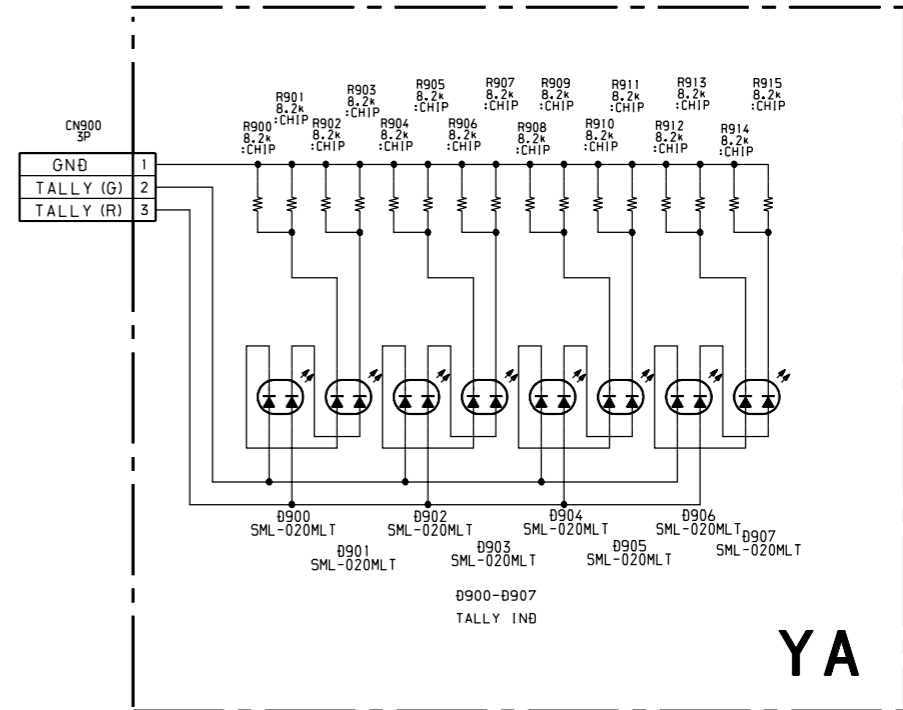 R901
8.2k
:CHIP
R903
8.2k
:CHIP
R905
8.2k
:CHIP
R907
8.2k
:CHIP
R909
8.2k
:CHIP
R911
8.2k
:CHIP
R913
8.2k
:CHIP
R915
8.2k
:CHIP
R900
8.2k
:CHIP
R902
8.2k
:CHIP
R904
8.2k
:CHIP
R906
8.2k
:CHIP
R908
8.2k
:CHIP
R910
8.2k
:CHIP
R912
8.2k
:CHIP
R914
8.2k
:CHIP
CN900
3P
GND 1
TALLY (G) 2
TALLY (R) 3
D900
SML-020MLT
D902
SML-020MLT
D904
SML-020MLT
D906
SML-020MLT
D901
SML-020MLT
D903
SML-020MLT
D905
SML-020MLT
D907
SML-020MLT
D900-D907
TALLY IND
YA